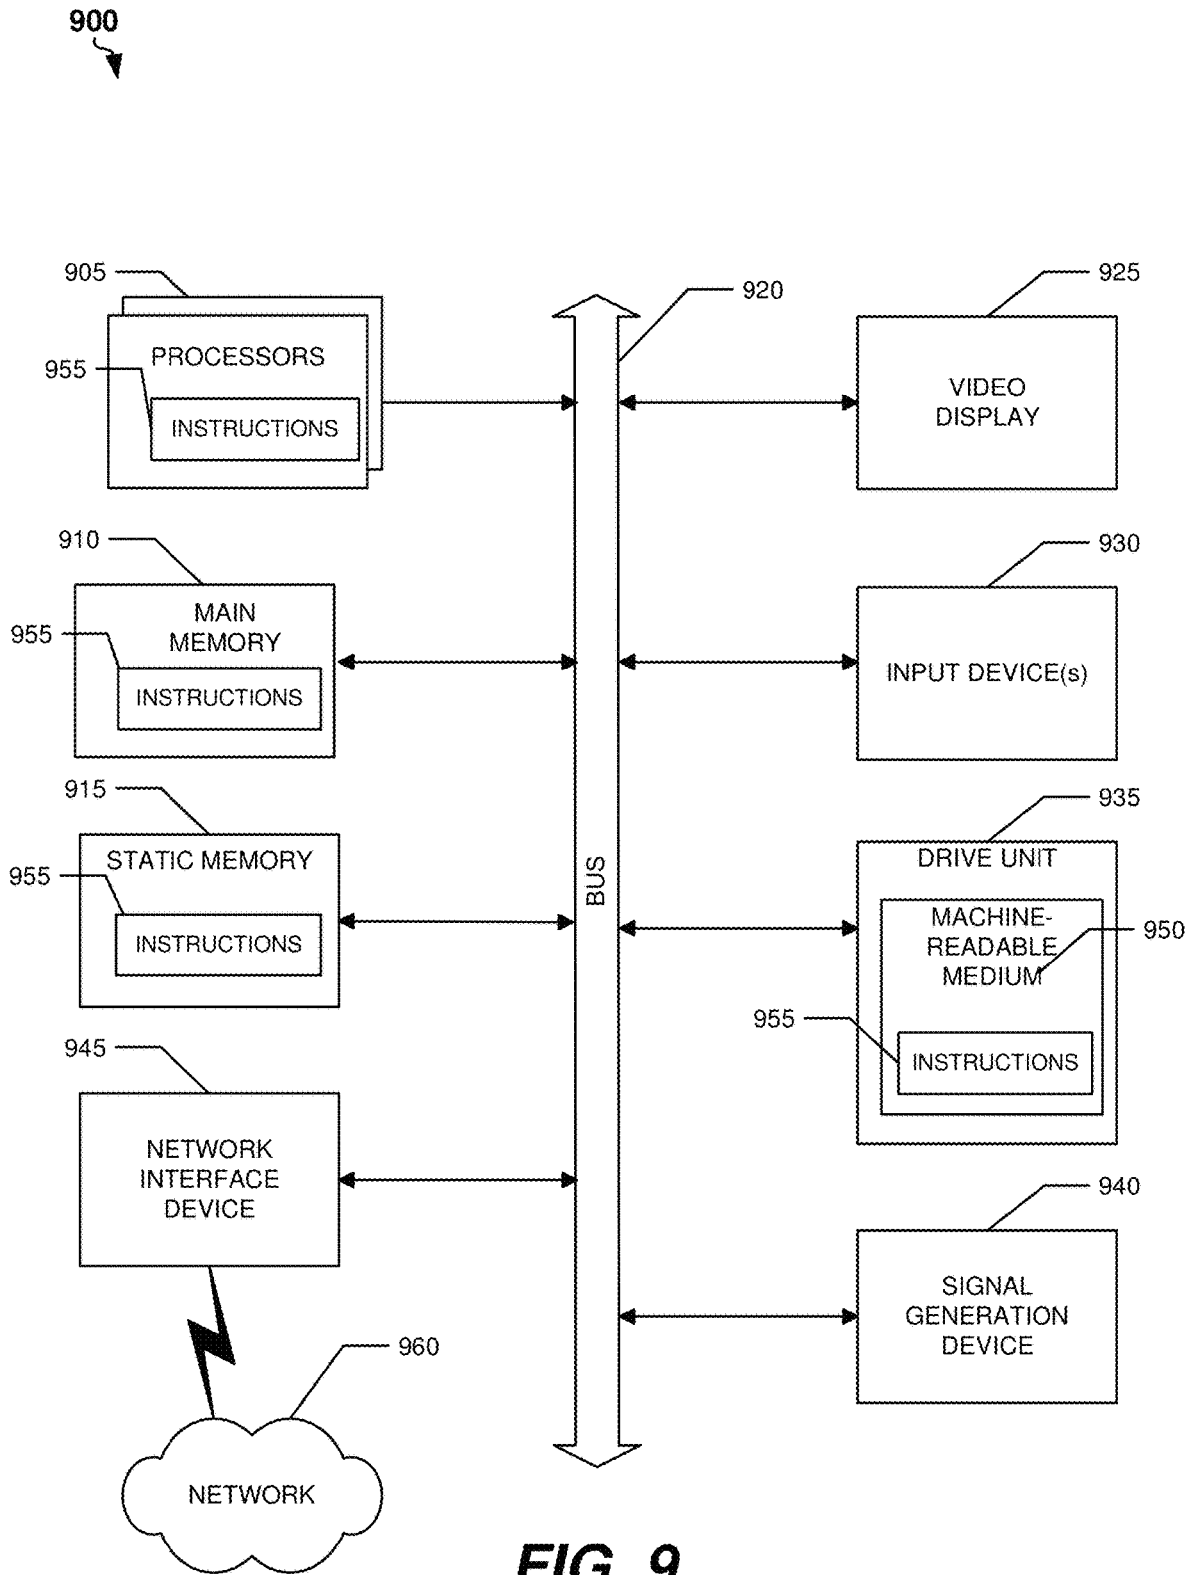 900
905
PROCESSORS
955
INSTRUCTIONS
910
MAIN
MEMORY
955
INSTRUCTIONS
915
STATIC MEMORY
955
INSTRUCTIONS
945
NETWORK
INTERFACE
DEVICE
960
NETWORK
920
BUS
925
VIDEO
DISPLAY
930
INPUT DEVICE(s)
935
DRIVE UNIT
MACHINE-
READABLE
MEDIUM
950
955
INSTRUCTIONS
940
SIGNAL
GENERATION
DEVICE
FIG. 9